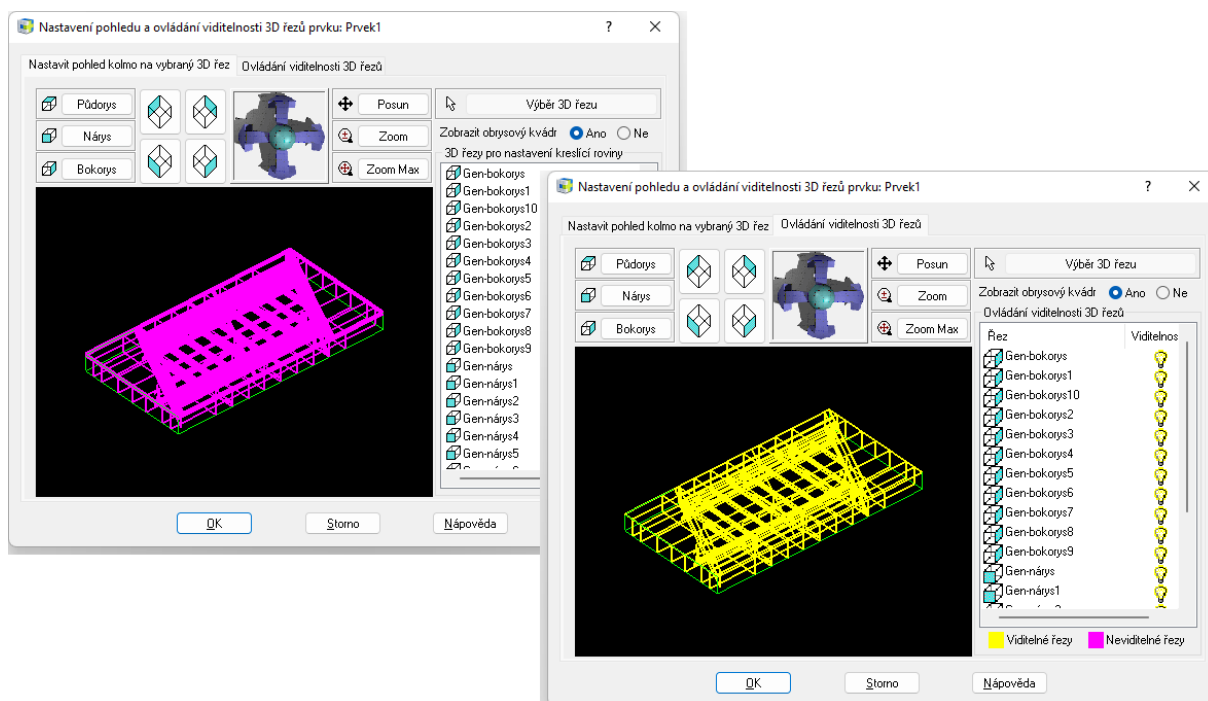 Nastavení pohledu a ovládání viditelnosti 3D řezů prvku: Prvek1
?
Nastavit pohled kolmo na vybraný 3D řez
Ovládání viditelnosti 3D řezů
Půdorys
Posun
Výběr 3D řezu
Nárys
Zoom
Zobrazit obrysový kvádr
Ano
Ne
Bokorys
Zoom Max
3D řezy pro nastavení kreslící roviny
Gen-bokorys
Gen-bokorys1
Gen-bokorys10
Gen-bokorys2
Gen-bokorys3
Gen-bokorys4
Gen-bokorys5
Gen-bokorys6
Gen-bokorys7
Gen-bokorys8
Gen-bokorys9
Gen-nárys
Gen-nárys1
Gen-nárys2
Gen-nárys3
Gen-nárys4
Gen-nárys5
OK
Storno
Nápověda
Nastavení pohledu a ovládání viditelnosti 3D řezů prvku: Prvek1
?
Nastavit pohled kolmo na vybraný 3D řez
Ovládání viditelnosti 3D řezů
Půdorys
Posun
Výběr 3D řezu
Nárys
Zoom
Zobrazit obrysový kvádr
Ano
Ne
Bokorys
Zoom Max
Ovládání viditelnosti 3D řezů
Řez
Viditelnos
Gen-bokorys
Gen-bokorys1
Gen-bokorys10
Gen-bokorys2
Gen-bokorys3
Gen-bokorys4
Gen-bokorys5
Gen-bokorys6
Gen-bokorys7
Gen-bokorys8
Gen-bokorys9
Gen-nárys
Gen-nárys1
Viditelné řezy
Neviditelné řezy
OK
Storno
Nápověda